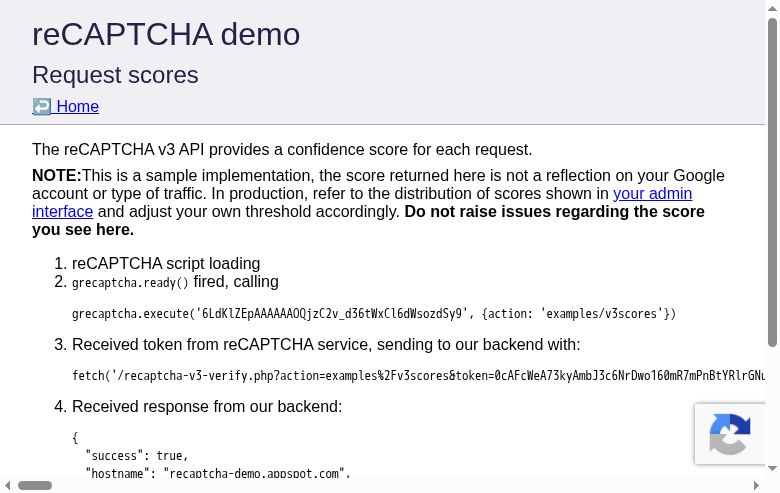 reCAPTCHA demo
Request scores
↩️ Home
The reCAPTCHA v3 API provides a confidence score for each request.
NOTE:This is a sample implementation, the score returned here is not a reflection on your Google
account or type of traffic. In production, refer to the distribution of scores shown in your admin
interface and adjust your own threshold accordingly. Do not raise issues regarding the score
you see here.
1. reCAPTCHA script loading
2. grecaptcha.ready() fired, calling
grecaptcha.execute('6LdKlZEpAAAAAAOQjzC2v_d36tWxCl6dWsozdSy9', {action: 'examples/v3scores'})
3. Received token from reCAPTCHA service, sending to our backend with:
fetch('/recaptcha-v3-verify.php?action=examples%2Fv3scores&token=0cAFcWeA73kyAmbJ3c6NrDwo160mR7mPnBtYRlrGNu
4. Received response from our backend:
{
"success": true,
"hostname": "recaptcha-demo.appspot.com",